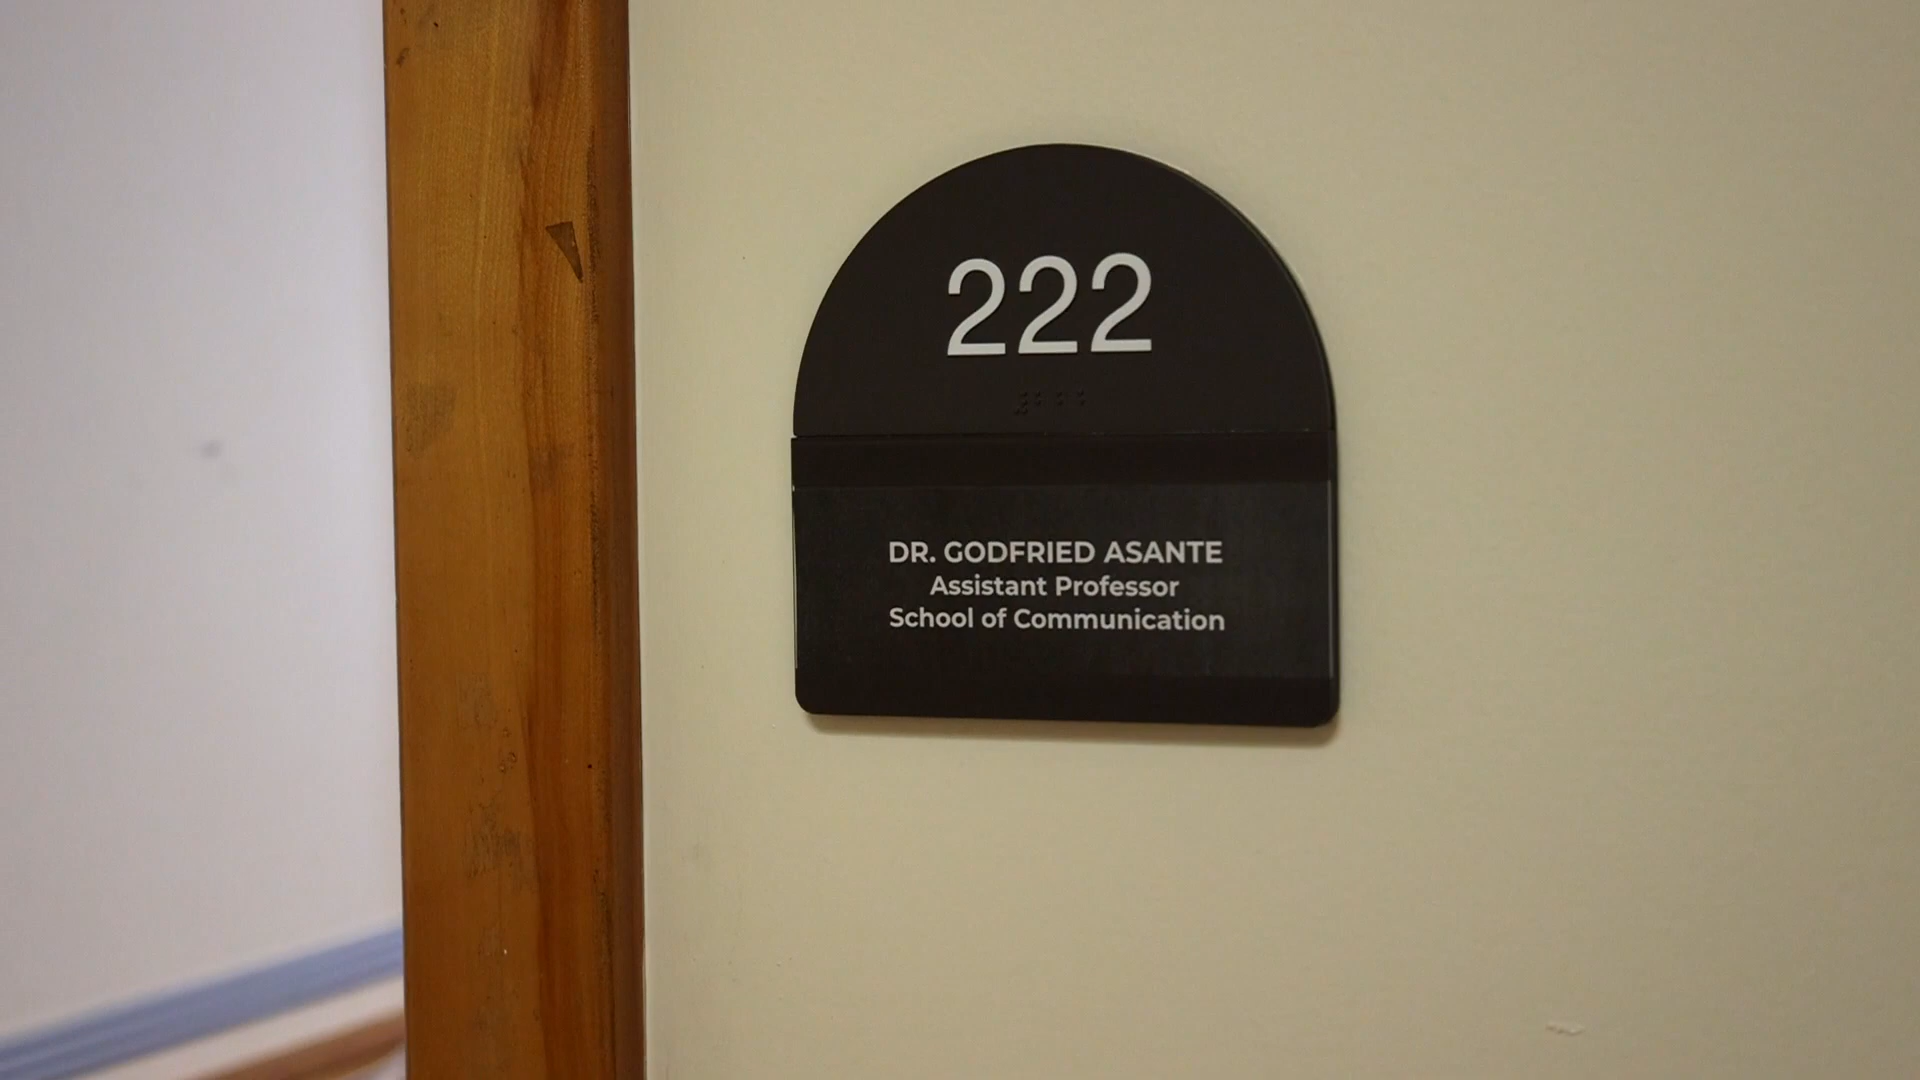 222
DR. GODFRIED ASANTE
Assistant Professor
School of Communication